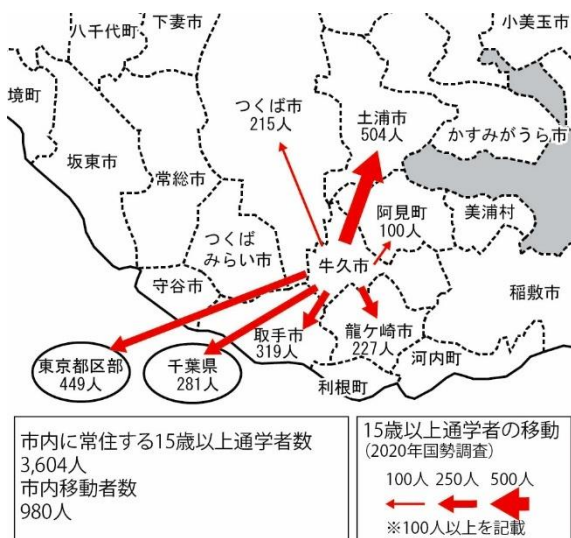 八千代町
下妻市
小美玉市
境町
つくば市
215人
土浦市
504人
かすみがうら市
坂東市
常総市
阿見町
100人
美浦村
つくば
みらい市
牛久市
守谷市
稲敷市
取手市
319人
龍ケ崎市
227人
河内町
東京都区部
449人
千葉県
281人
利根町
市内に常住する15歳以上通学者数
3,604人
市内移動者数
980人
15歳以上通学者の移動
(2020年国勢調査)
100人 250人 500人
※100人以上を記載